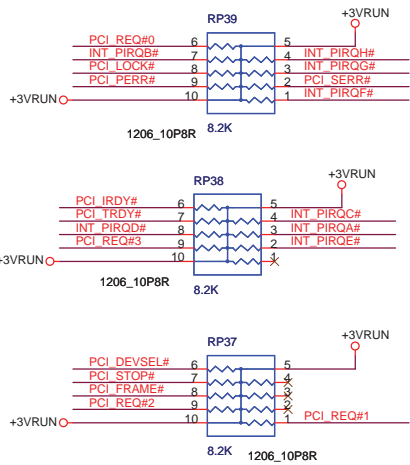 RP39
+3VRUN
PCI_REQ#0 6 5
INT_PIRQB# 7 4 INT_PIRQH#
PCI_LOCK# 8 3 INT_PIRQG#
PCI_PERR# 9 2 PCI_SERR#
+3VRUN 10 1 INT_PIRQF#
1206_10P8R 8.2K
RP38
+3VRUN
PCI_IRDY# 6 5
PCI_TRDY# 7 4 INT_PIRQC#
INT_PIRQD# 8 3 INT_PIRQA#
PCI_REQ#3 9 2 INT_PIRQE#
+3VRUN 10 1
1206_10P8R 8.2K
RP37
+3VRUN
PCI_DEVSEL# 6 5
PCI_STOP# 7 4
PCI_FRAME# 8 3
PCI_REQ#2 9 2
+3VRUN 10 1 PCI_REQ#1
8.2K 1206_10P8R